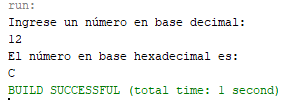 run:
Ingrese un número en base decimal:
12
El número en base hexadecimal es:
C
BUILD SUCCESSFUL (total time: 1 second)